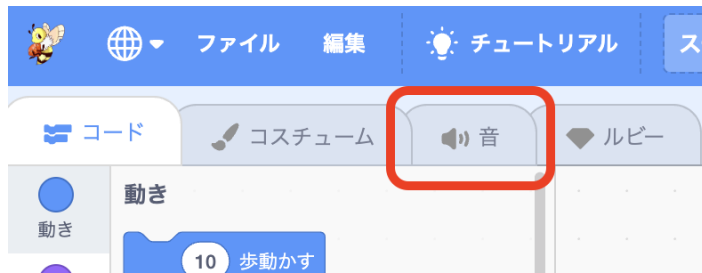 ファイル 編集 チュートリアル ス
コード コスチューム 音 ルビー
動き 動き
10 歩動かす